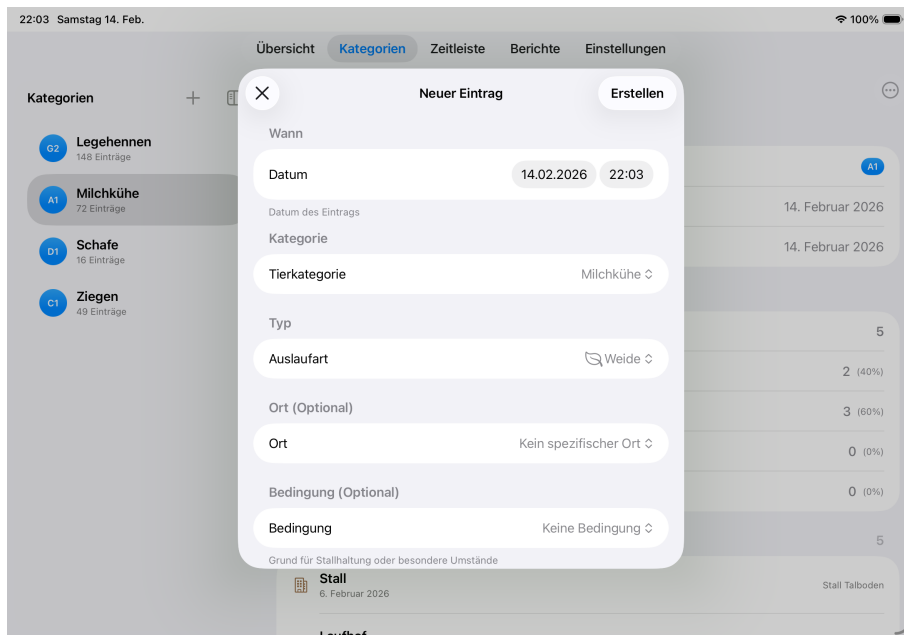 22:03 Samstag 14. Feb.
100%
Übersicht Kategorien Zeitleiste Berichte Einstellungen
Kategorien
G2 Legehennen
148 Einträge
A1 Milchkühe
72 Einträge
D1 Schafe
16 Einträge
C1 Ziegen
49 Einträge
Neuer Eintrag
Erstellen
Wann
Datum 14.02.2026 22:03
Datum des Eintrags
Kategorie
Tierkategorie Milchkühe
Typ
Auslaufart Weide
Ort (Optional)
Ort Kein spezifischer Ort
Bedingung (Optional)
Bedingung Keine Bedingung
Grund für Stallhaltung oder besondere Umstände
A1
14. Februar 2026
14. Februar 2026
5
2 (40%)
3 (60%)
0 (0%)
0 (0%)
5
Stall
6. Februar 2026
Stall Talboden